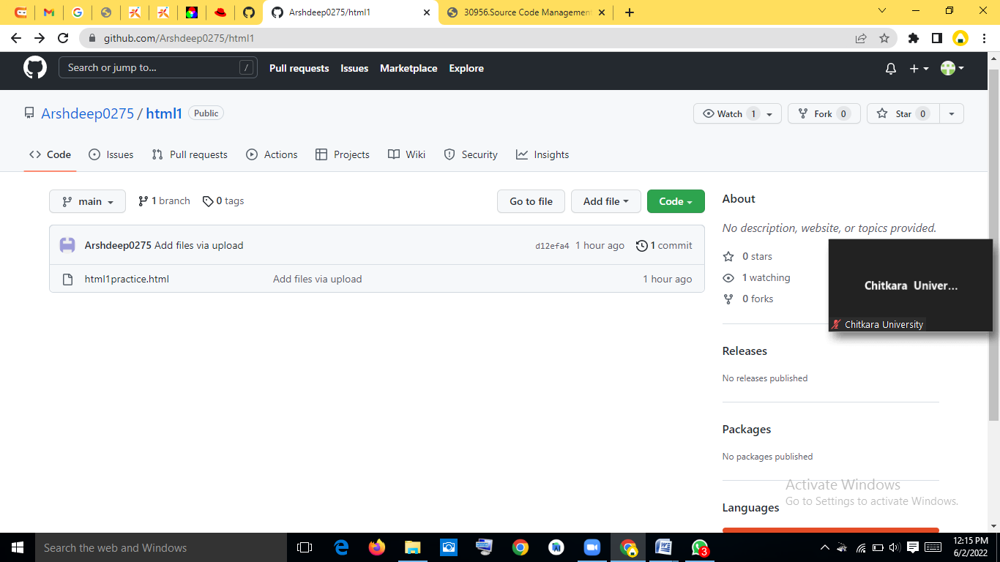 Arshdeep0275/html1
30956.Source Code Management
github.com/Arshdeep0275/html1
Search or jump to...
/
Pull requests
Issues
Marketplace
Explore
Arshdeep0275 / html1
Public
Watch 1
Fork 0
Star 0
Code
Issues
Pull requests
Actions
Projects
Wiki
Security
Insights
main
1 branch
0 tags
Go to file
Add file
Code
Arshdeep0275 Add files via upload
d12efa4 1 hour ago
1 commit
html1practice.html
Add files via upload
1 hour ago
About
No description, website, or topics provided.
0 stars
1 watching
0 forks
Chitkara Univer...
Chitkara University
Releases
No releases published
Packages
No packages published
Languages
Activate Windows
Go to Settings to activate Windows.
Search the web and Windows
3
12:15 PM
6/2/2022